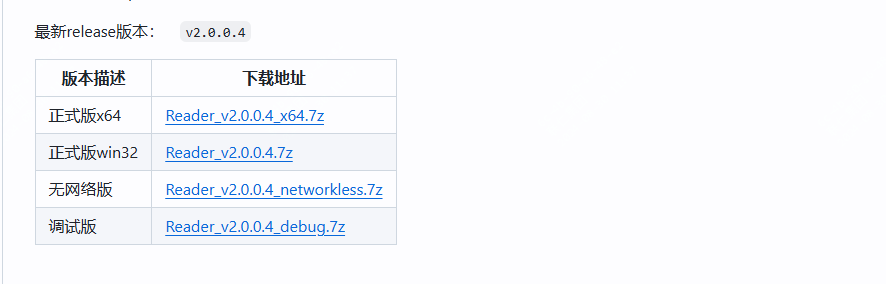 最新release版本： v2.0.0.4
版本描述 下载地址
正式版x64 Reader_v2.0.0.4_x64.7z
正式版win32 Reader_v2.0.0.4.7z
无网络版 Reader_v2.0.0.4_networkless.7z
调试版 Reader_v2.0.0.4_debug.7z